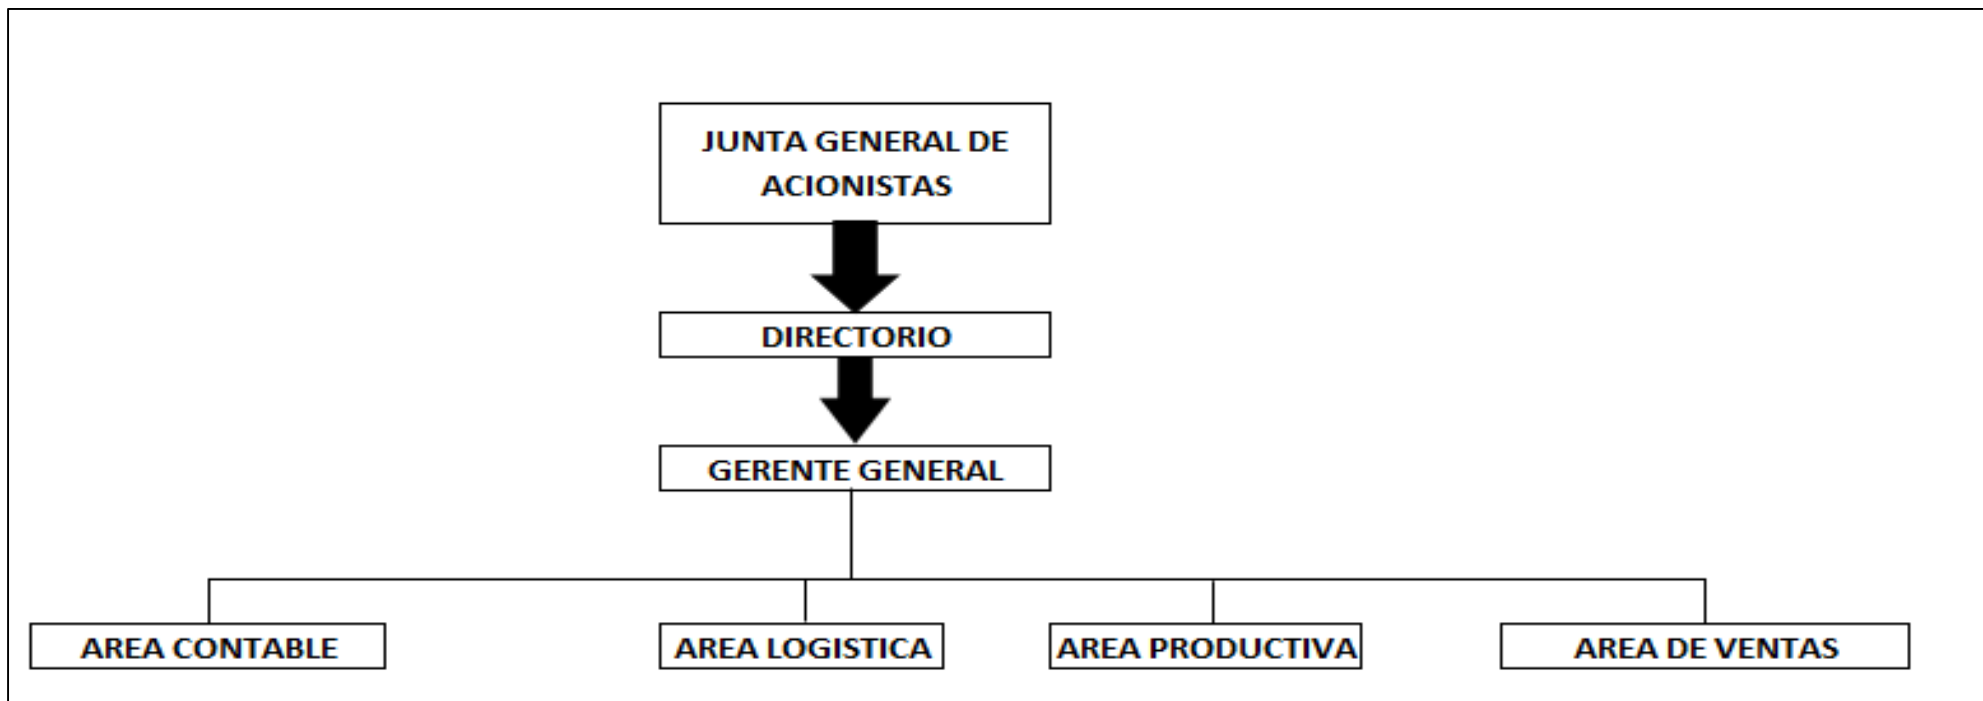 JUNTA GENERAL DE
ACIONISTAS
DIRECTORIO
GERENTE GENERAL
AREA CONTABLE
AREA LOGISTICA
AREA PRODUCTIVA
AREA DE VENTAS